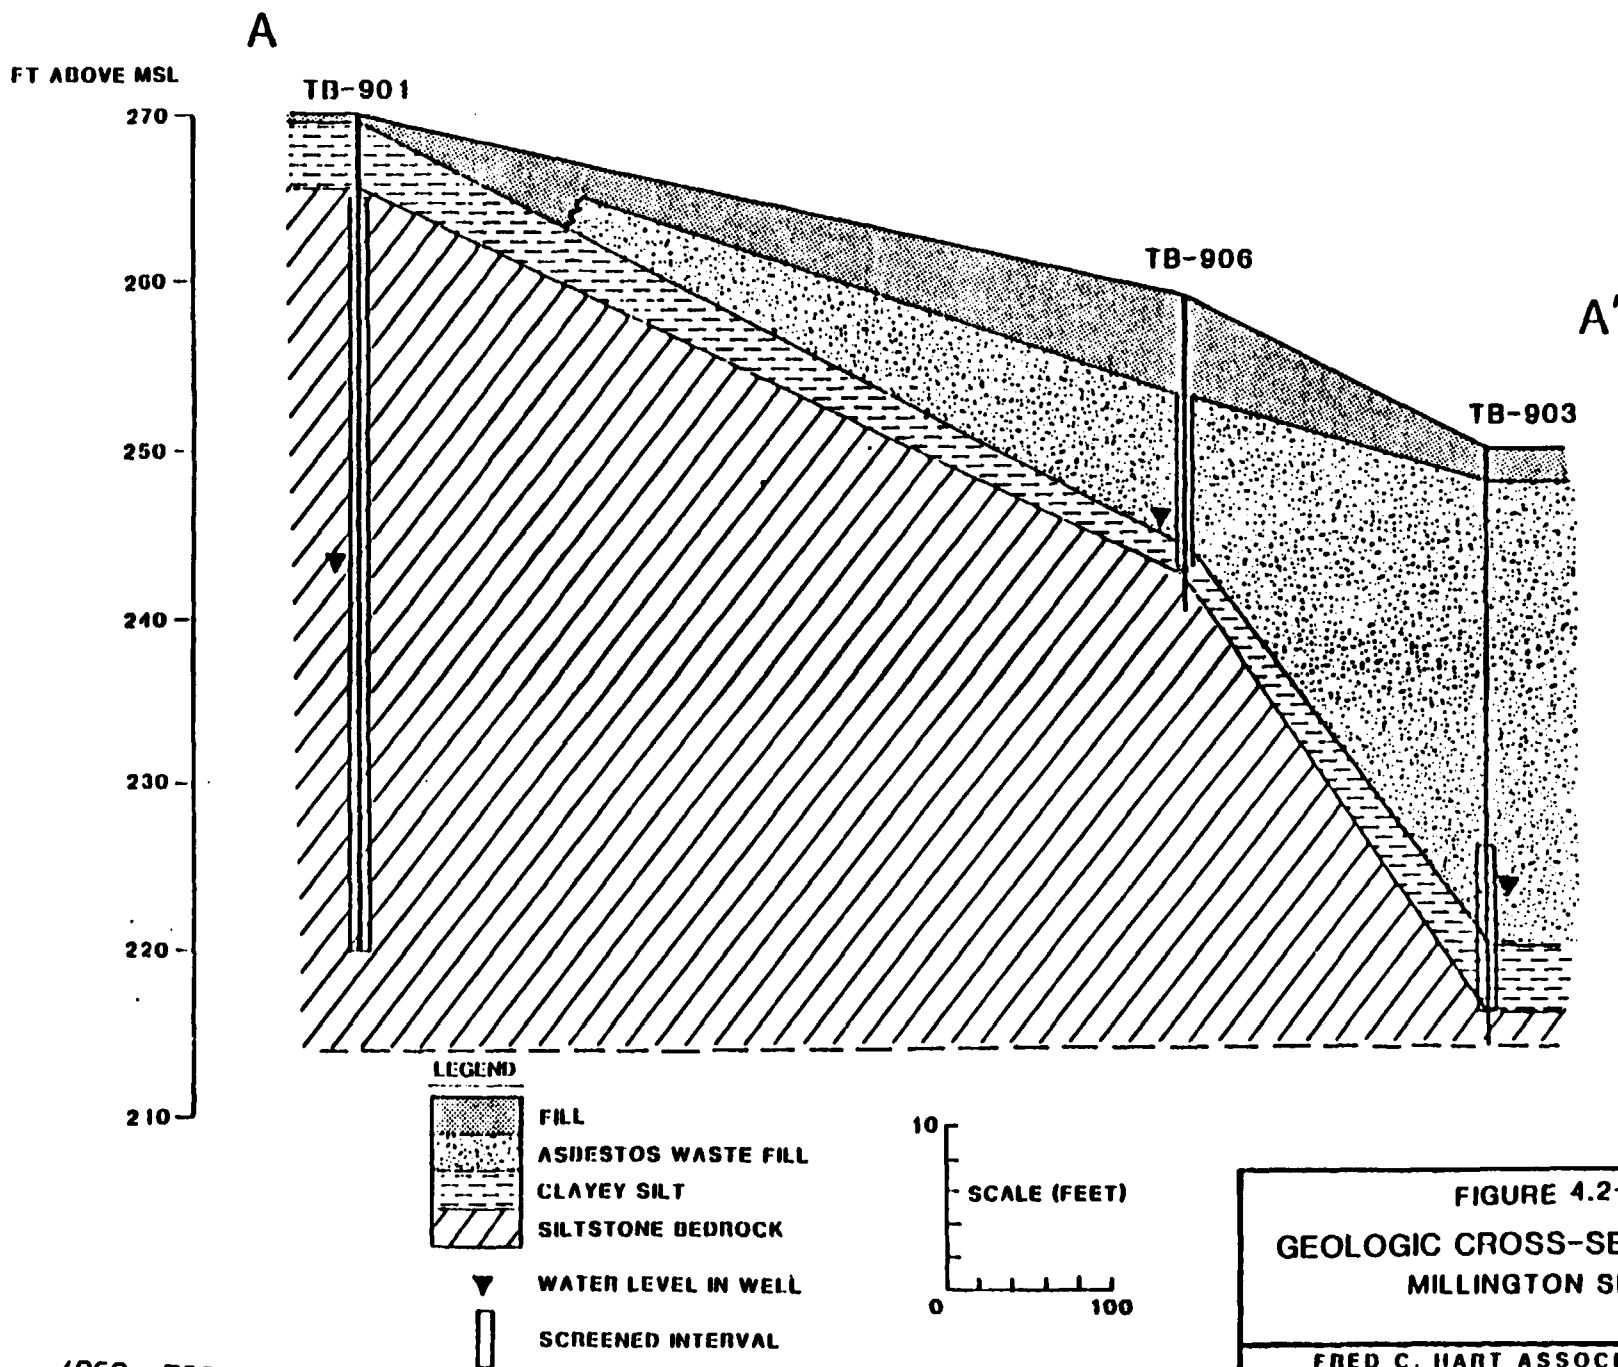 A
FT ABOVE MSL
TB-901
270
260
TB-906
A'
250
TB-903
240
230
220
210
LEGEND
FILL
ASBESTOS WASTE FILL
CLAYEY SILT
SILTSTONE BEDROCK
WATER LEVEL IN WELL
SCREENED INTERVAL
10
SCALE (FEET)
0 100
FIGURE 4.2-
GEOLOGIC CROSS-SE
MILLINGTON SI
FRED C. HART ASSOC